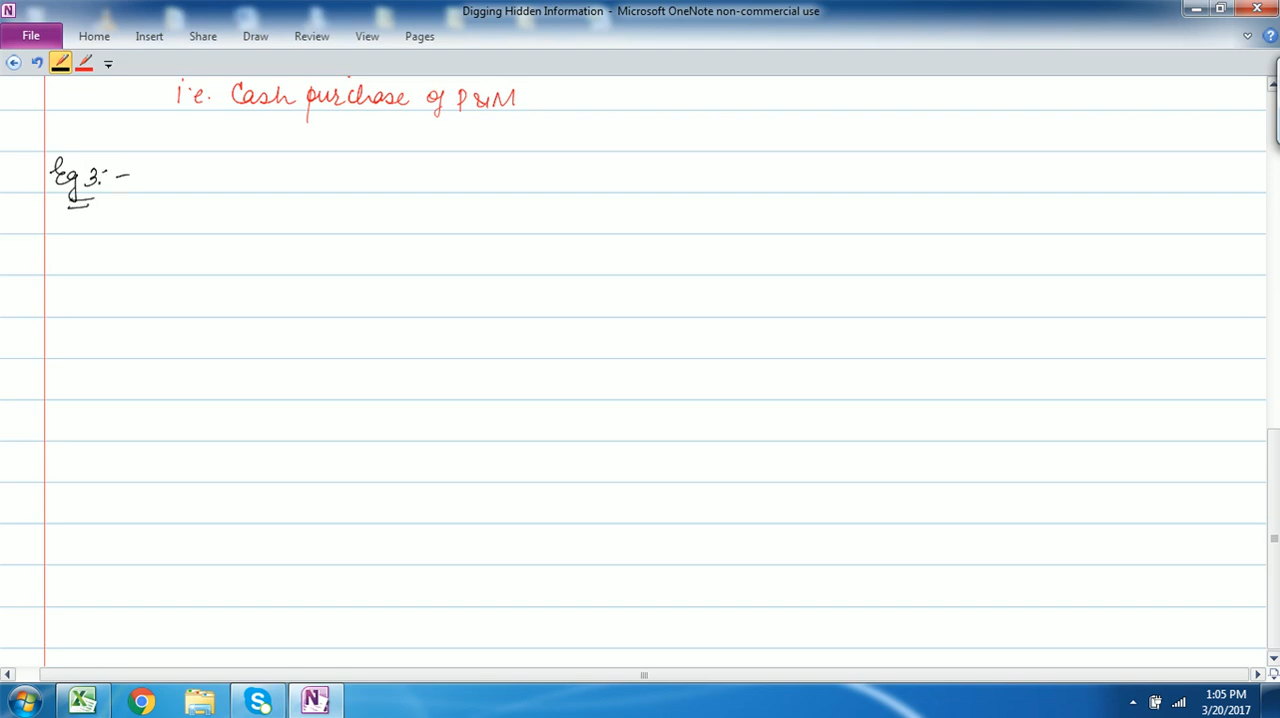 Digging Hidden Information - Microsoft OneNote non-commercial use
File Home Insert Share Draw Review View Pages
i.e. Cash purchase of P&M
Eg 3:-
1:05 PM
3/20/2017